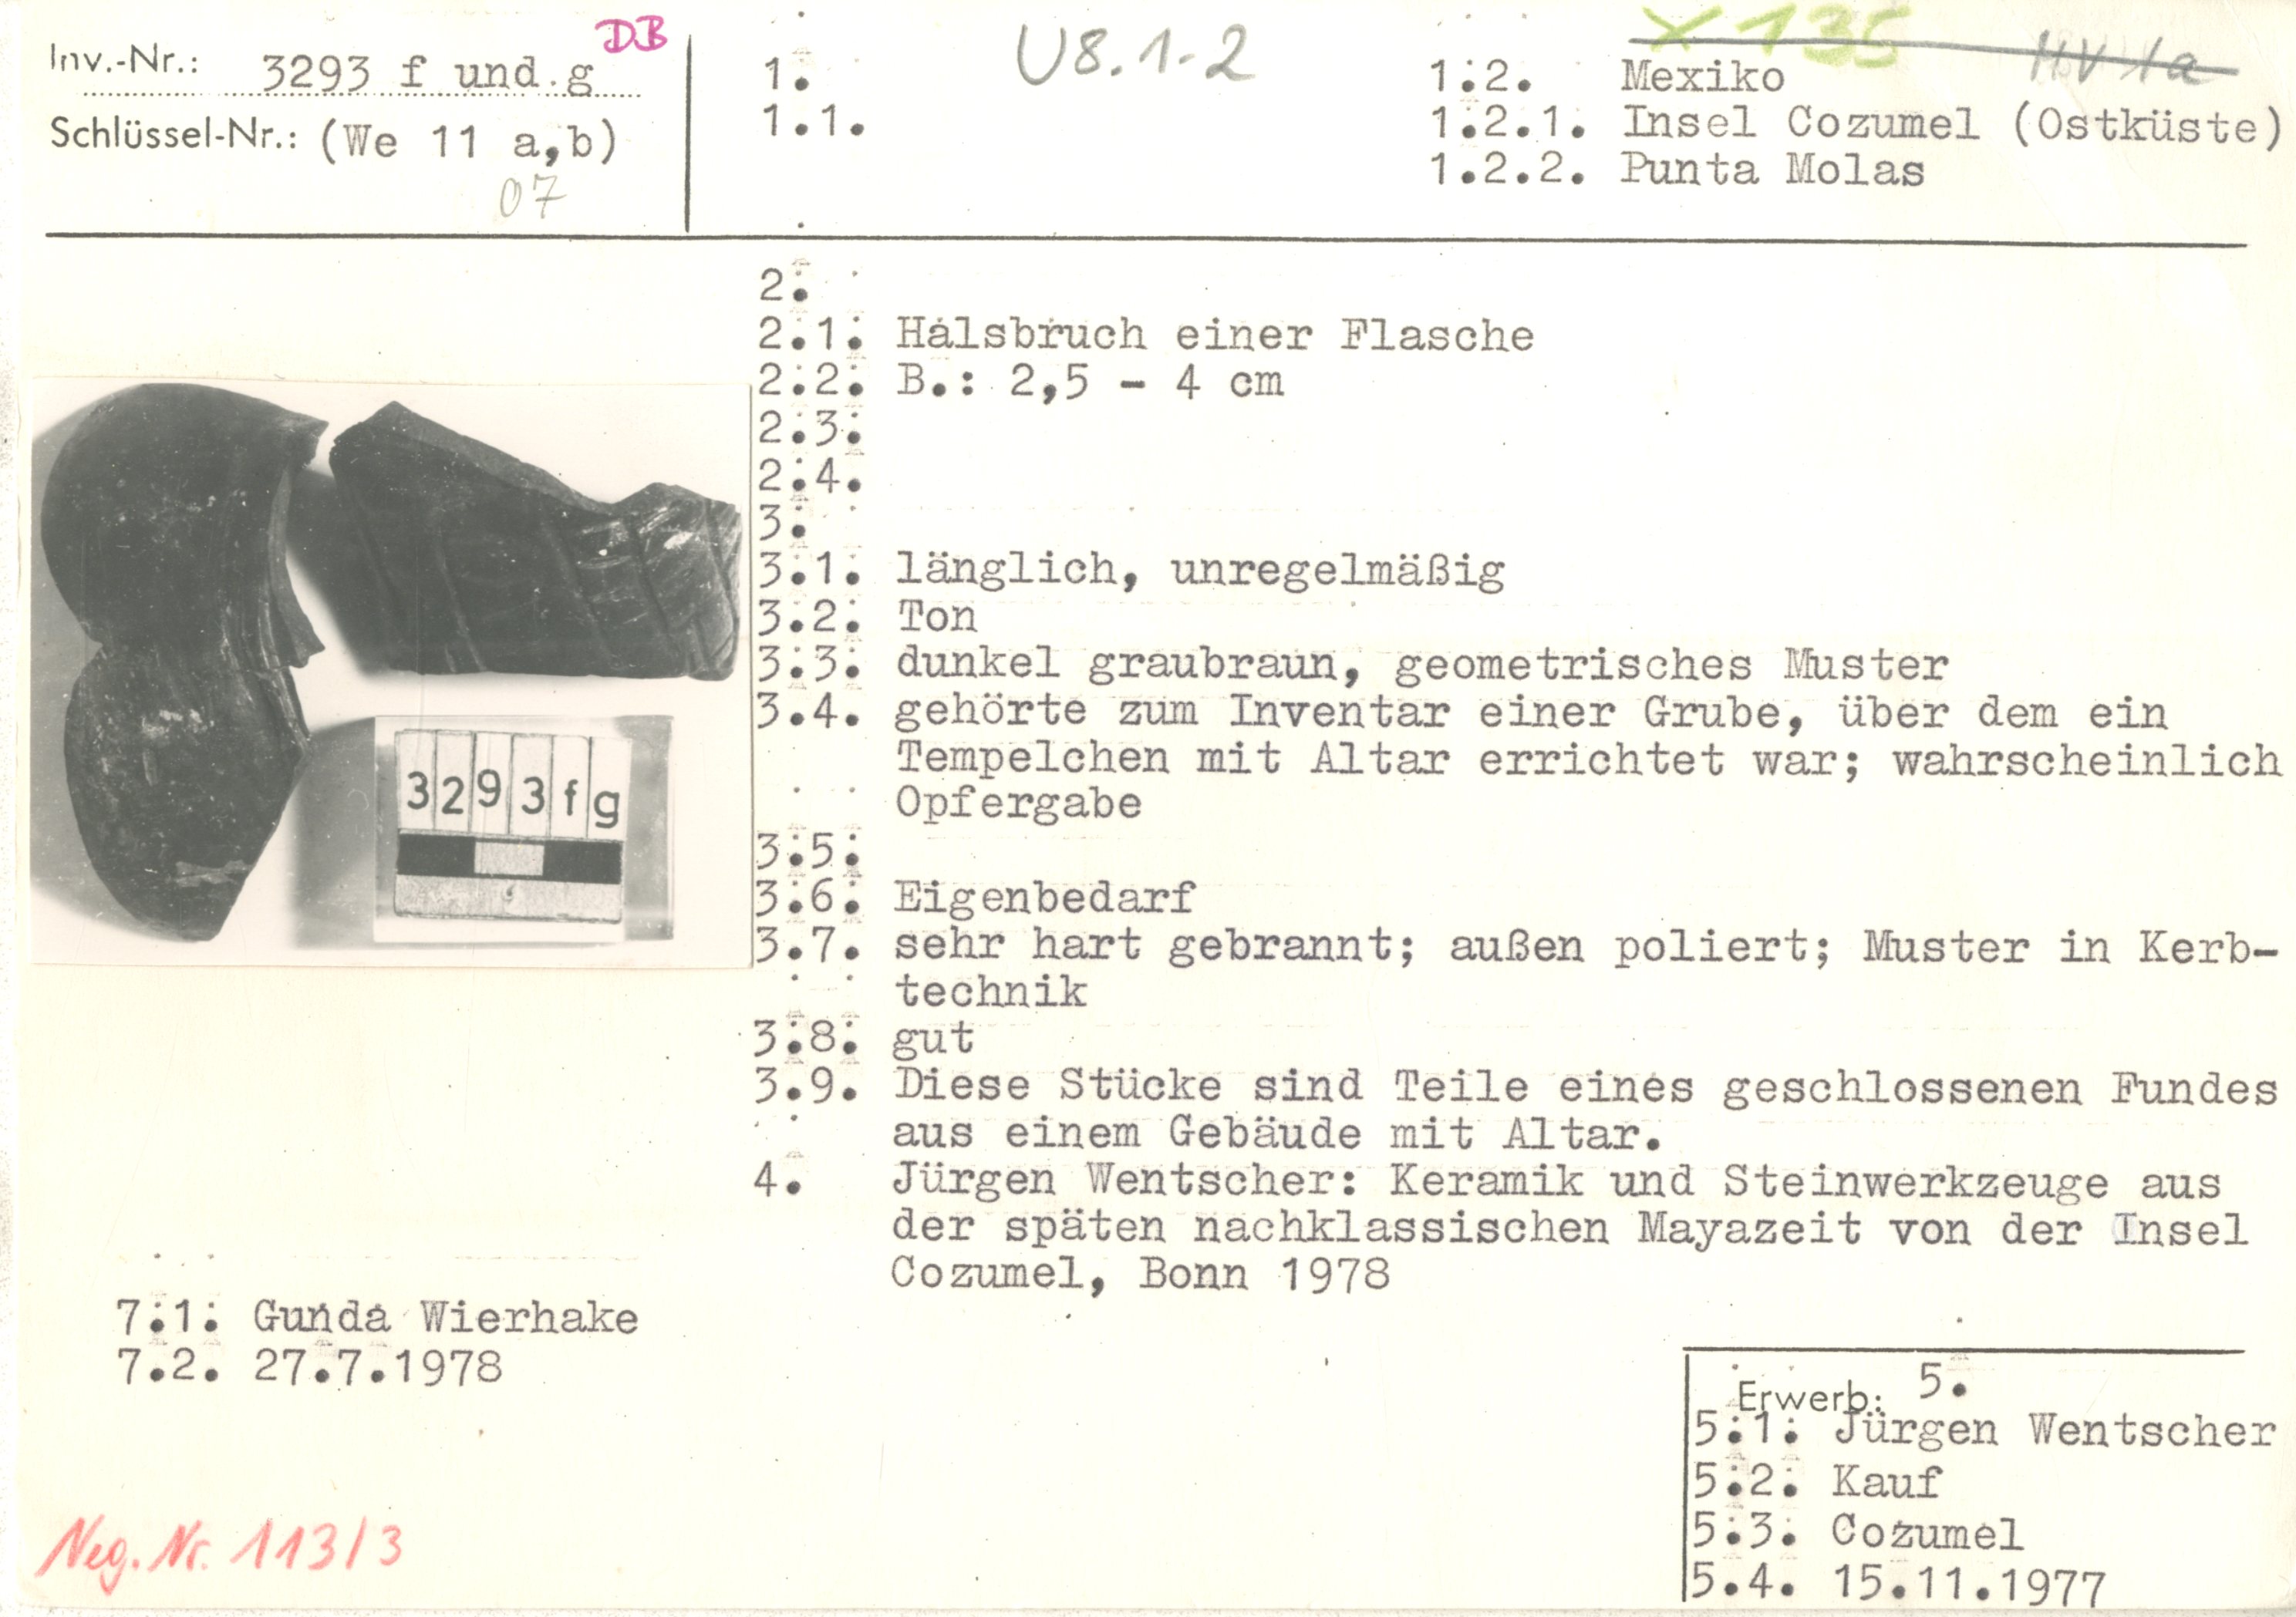 DB
Inv.-Nr.: 3293 f und g
Schlüssel-Nr.: (We 11 a,b)
07
1.
1.1.
U8.1-2
X 135 HV 1a
1.2. Mexiko
1.2.1. Insel Cozumel (Ostküste)
1.2.2. Punta Molas
2.
2.1. Halsbruch einer Flasche
2.2. B.: 2,5 - 4 cm
2.3.
2.4.
3.
3.1. länglich, unregelmäßig
3.2. Ton
3.3. dunkel graubraun, geometrisches Muster
3.4. gehörte zum Inventar einer Grube, über dem ein
Tempelchen mit Altar errichtet war; wahrscheinlich
Opfergabe
3.5.
3.6. Eigenbedarf
3.7. sehr hart gebrannt; außen poliert; Muster in Kerb-
technik
3.8. gut
3.9. Diese Stücke sind Teile eines geschlossenen Fundes
aus einem Gebäude mit Altar.
4. Jürgen Wentscher: Keramik und Steinwerkzeuge aus
der späten nachklassischen Mayazeit von der Insel
Cozumel, Bonn 1978
3293fg
7.1. Gunda Wierhake
7.2. 27.7.1978
Erwerb: 5.
5.1. Jürgen Wentscher
5.2. Kauf
5.3. Cozumel
5.4. 15.11.1977
Neg. Nr. 113/3